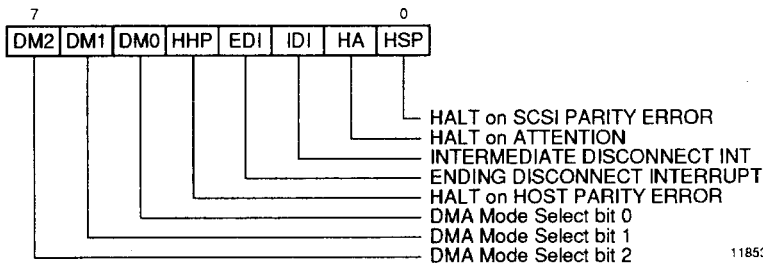 7 0
DM2 DM1 DM0 HHP EDI IDI HA HSP
HALT on SCSI PARITY ERROR
HALT on ATTENTION
INTERMEDIATE DISCONNECT INT
ENDING DISCONNECT INTERRUPT
HALT on HOST PARITY ERROR
DMA Mode Select bit 0
DMA Mode Select bit 1
DMA Mode Select bit 2